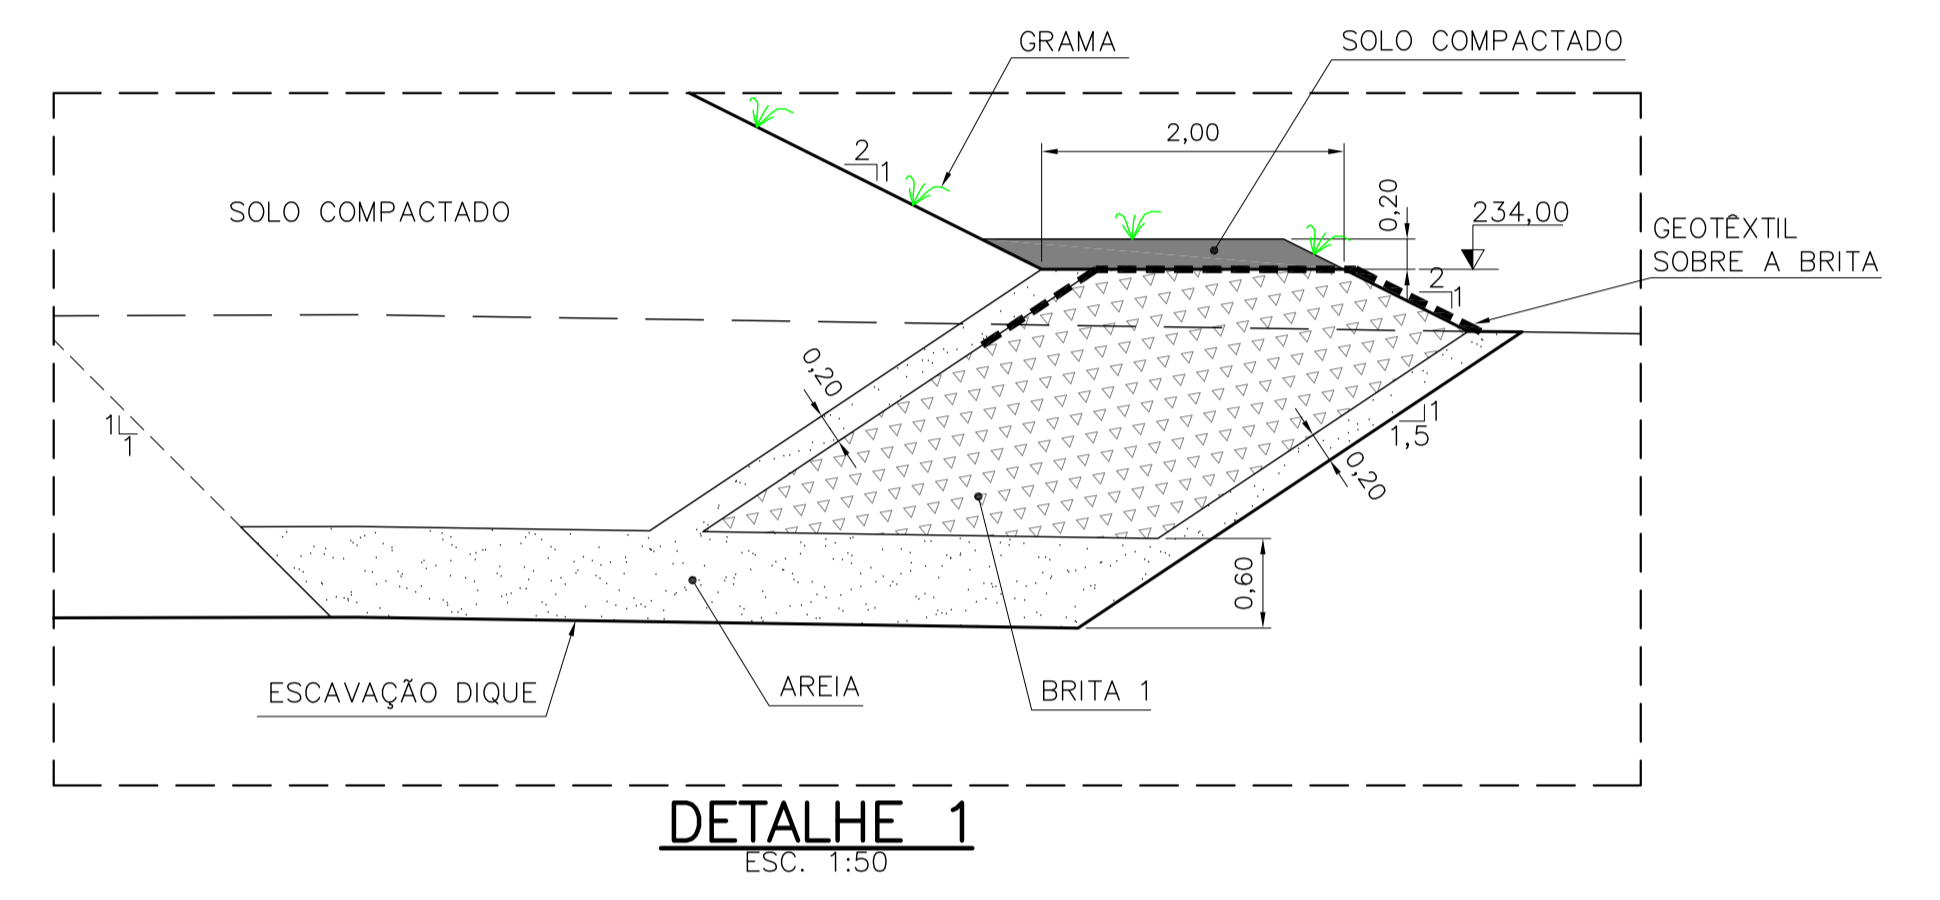 GRAMA
SOLO COMPACTADO
2,00
2
1
0,20
234,00
SOLO COMPACTADO
GEOTÊXTIL
SOBRE A BRITA
2
1
0,20
1
1
1
1,5
0,20
0,60
ESCAVAÇÃO DIQUE
AREIA
BRITA 1
DETALHE 1
ESC. 1:50